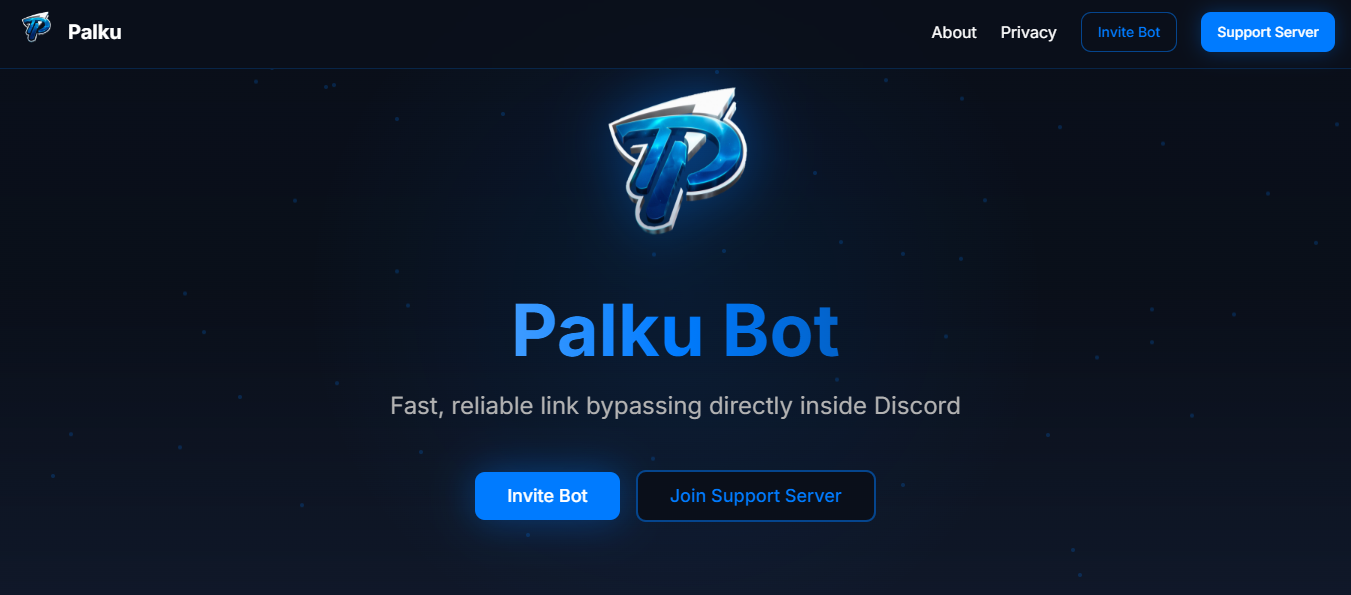 Palku
About
Privacy
Invite Bot
Support Server
Palku Bot
Fast, reliable link bypassing directly inside Discord
Invite Bot
Join Support Server